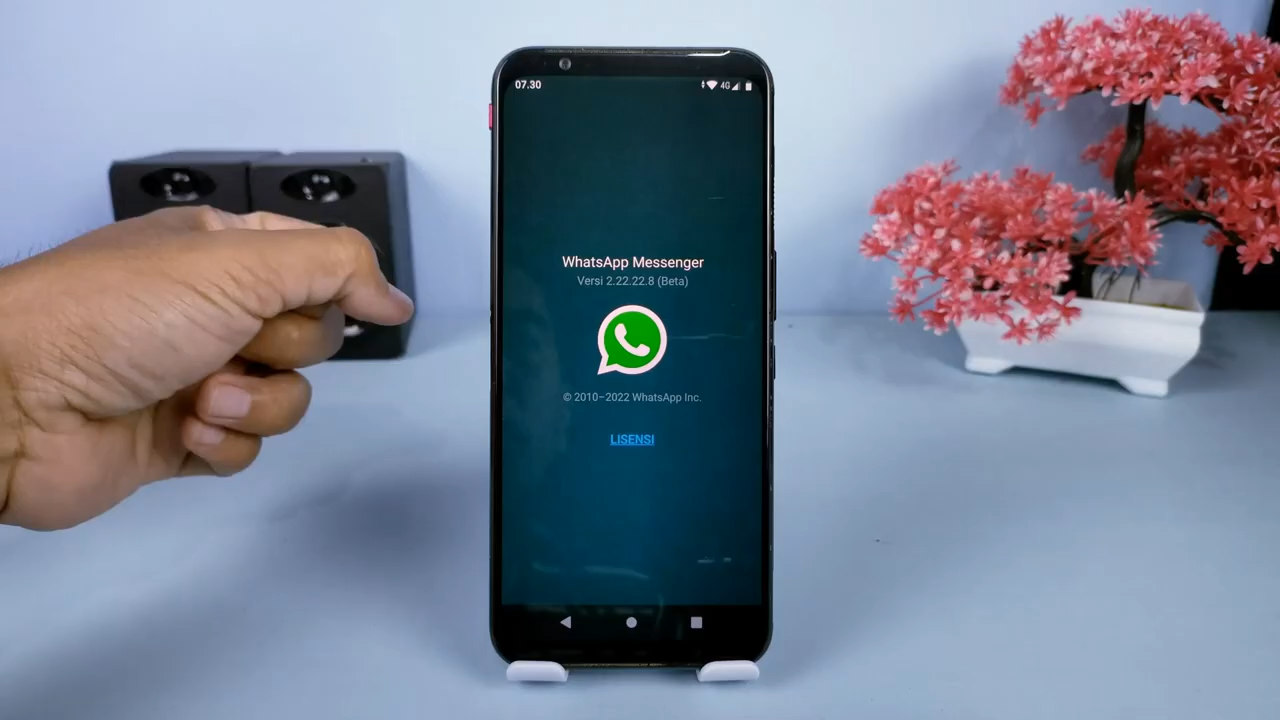 07.30
4G
WhatsApp Messenger
Versi 2.22.22.8 (Beta)
© 2010–2022 WhatsApp Inc.
LISENSI